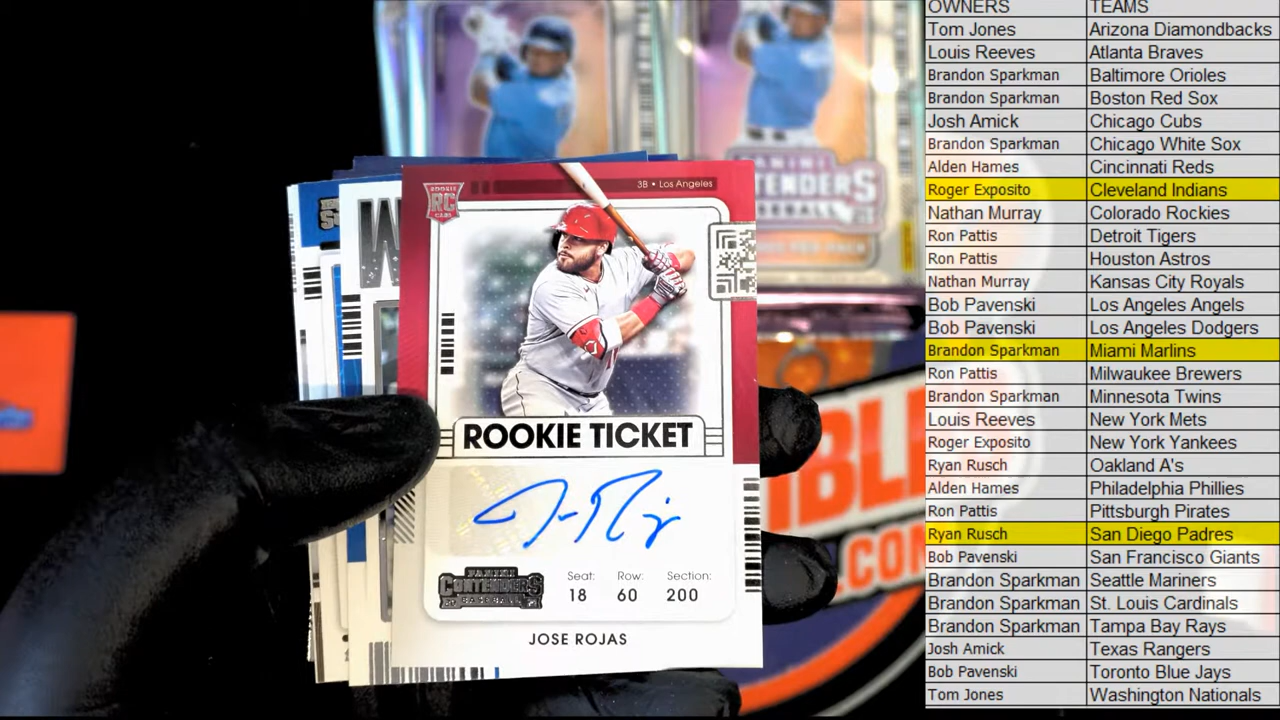 3B • Los Angeles
ROOKIE
RC
ROOKIE TICKET
Seat: Row: Section:
18 60 200
PANINI
CONTENDERS
BASEBALL
JOSE ROJAS
OWNERS TEAMS
Tom Jones Arizona Diamondbacks
Louis Reeves Atlanta Braves
Brandon Sparkman Baltimore Orioles
Brandon Sparkman Boston Red Sox
Josh Amick Chicago Cubs
Brandon Sparkman Chicago White Sox
Alden Hames Cincinnati Reds
Roger Exposito Cleveland Indians
Nathan Murray Colorado Rockies
Ron Pattis Detroit Tigers
Ron Pattis Houston Astros
Nathan Murray Kansas City Royals
Bob Pavenski Los Angeles Angels
Bob Pavenski Los Angeles Dodgers
Brandon Sparkman Miami Marlins
Ron Pattis Milwaukee Brewers
Brandon Sparkman Minnesota Twins
Louis Reeves New York Mets
Roger Exposito New York Yankees
Ryan Rusch Oakland A's
Alden Hames Philadelphia Phillies
Ron Pattis Pittsburgh Pirates
Ryan Rusch San Diego Padres
Bob Pavenski San Francisco Giants
Brandon Sparkman Seattle Mariners
Brandon Sparkman St. Louis Cardinals
Brandon Sparkman Tampa Bay Rays
Josh Amick Texas Rangers
Bob Pavenski Toronto Blue Jays
Tom Jones Washington Nationals